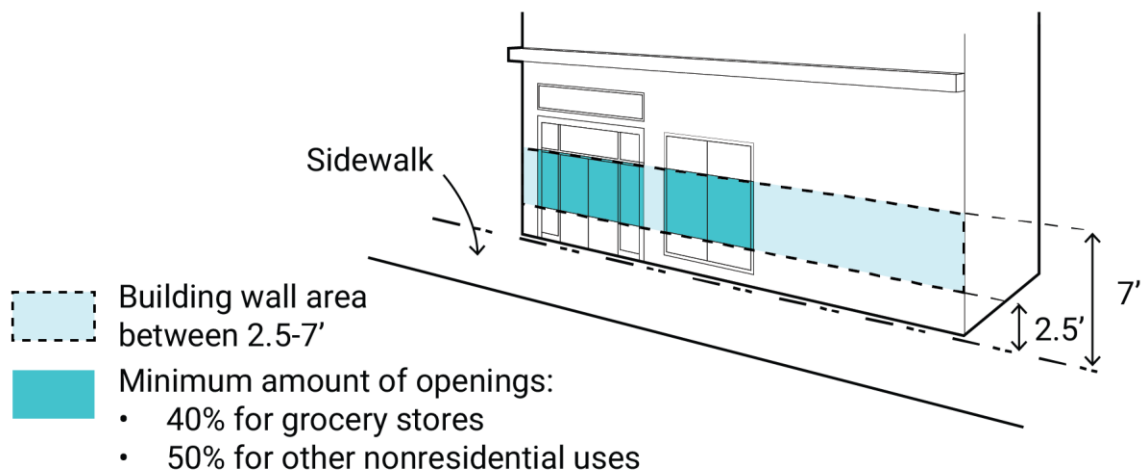 Sidewalk
7’
2.5’
Building wall area
between 2.5-7’
Minimum amount of openings:
• 40% for grocery stores
• 50% for other nonresidential uses